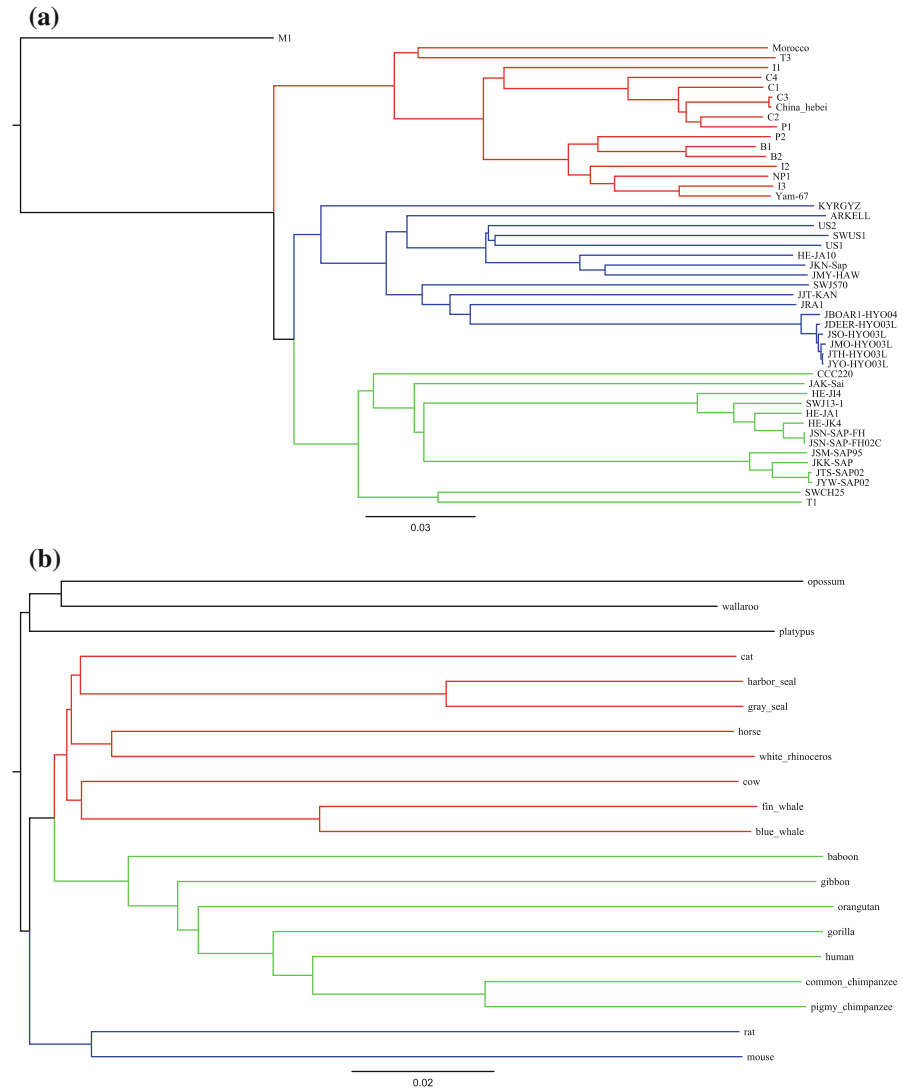 (a)
M1
Morocco
T3
I1
C4
C1
C3
China_hebei
C2
P1
P2
B1
B2
I2
NP1
I3
Yam-67
KYRGYZ
ARKELL
US2
SWUS1
US1
HE-JA10
JKN-Sap
JMY-HAW
SWJ570
JJT-KAN
JRA1
JBOAR1-HYO04
JDEER-HYO03L
JSO-HYO03L
JMO-HYO03L
JTH-HYO03L
JYO-HYO03L
CCC220
JAK-Sai
HE-JI4
SWJ13-1
HE-JA1
HE-JK4
JSN-SAP-FH
JSN-SAP-FH02C
JSM-SAP95
JKK-SAP
JTS-SAP02
JYW-SAP02
SWCH25
T1
0.03
(b)
opossum
wallaroo
platypus
cat
harbor_seal
gray_seal
horse
white_rhinoceros
cow
fin_whale
blue_whale
baboon
gibbon
orangutan
gorilla
human
common_chimpanzee
pigmy_chimpanzee
rat
mouse
0.02